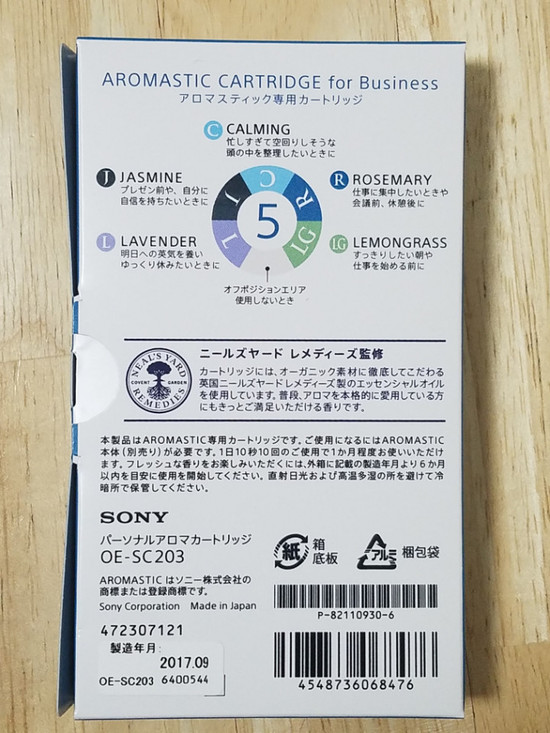 AROMASTIC CARTRIDGE for Business
アロマスティック専用カートリッジ
C CALMING
忙しすぎて空回りしそうな
頭の中を整理したいときに
J JASMINE
プレゼン前や、自分に
自信を持ちたいときに
R ROSEMARY
仕事に集中したいときや
会議前、休憩後に
L LAVENDER
明日への英気を養い
ゆっくり休みたいときに
LG LEMONGRASS
すっきりしたい朝や
仕事を始める前に
C
J
R
5
L
LG
オフポジションエリア
使用しないとき
NEAL'S YARD
COVENT GARDEN
REMEDIES
ニールズヤード レメディーズ監修
カートリッジには、オーガニック素材に徹底してこだわる
英国ニールズヤード レメディーズ製のエッセンシャルオイル
を使用しています。普段、アロマを本格的に愛用している方
にもきっとご満足いただける香りです。
本製品はAROMASTIC専用カートリッジです。ご使用になるにはAROMASTIC
本体（別売り）が必要です。1日10秒10回のご使用で1か月程度お使いいただけ
ます。フレッシュな香りをお楽しみいただくには、外箱に記載の製造年月より6か月
以内を目安に使用を開始してください。直射日光および高温多湿の所を避けて冷
暗所で保管してください。
SONY
パーソナルアロマカートリッジ
OE-SC203
AROMASTICはソニー株式会社の
商標または登録商標です。
Sony Corporation Made in Japan
紙 箱
底板
アルミ 梱包袋
P-82110930-6
472307121
製造年月:
2017.09
OE-SC203 6400544
4548736068476